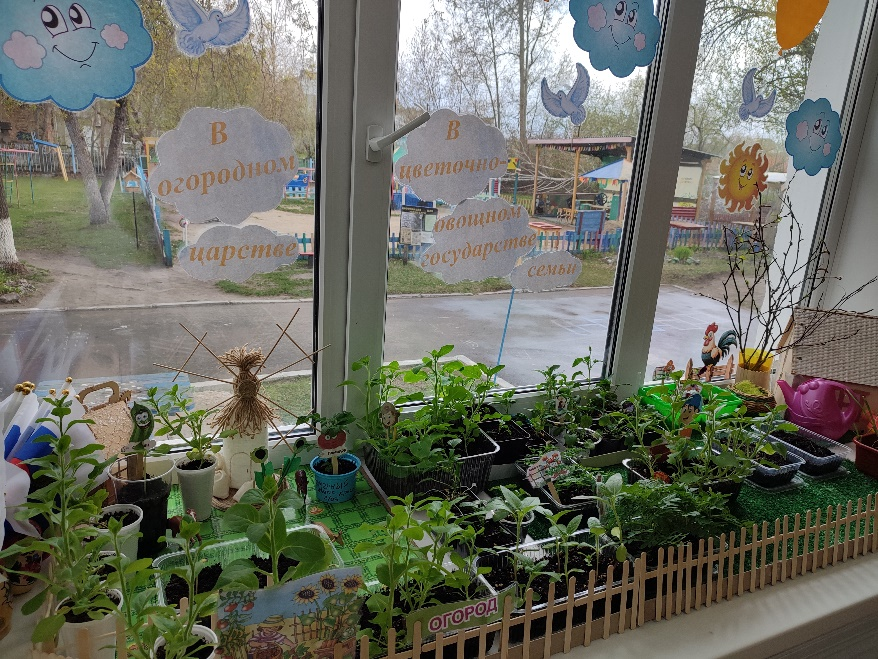 В
огородном
царстве
В
цветочно-
овощном
государстве
семьи
ОГОРОД